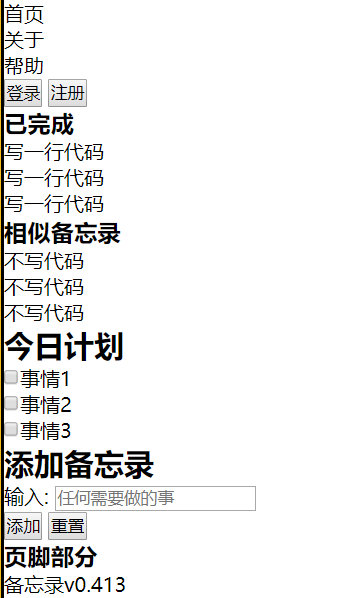 首页
关于
帮助
登录 注册
已完成
写一行代码
写一行代码
写一行代码
相似备忘录
不写代码
不写代码
不写代码
今日计划
事情1
事情2
事情3
添加备忘录
输入: 任何需要做的事
添加 重置
页脚部分
备忘录v0.413